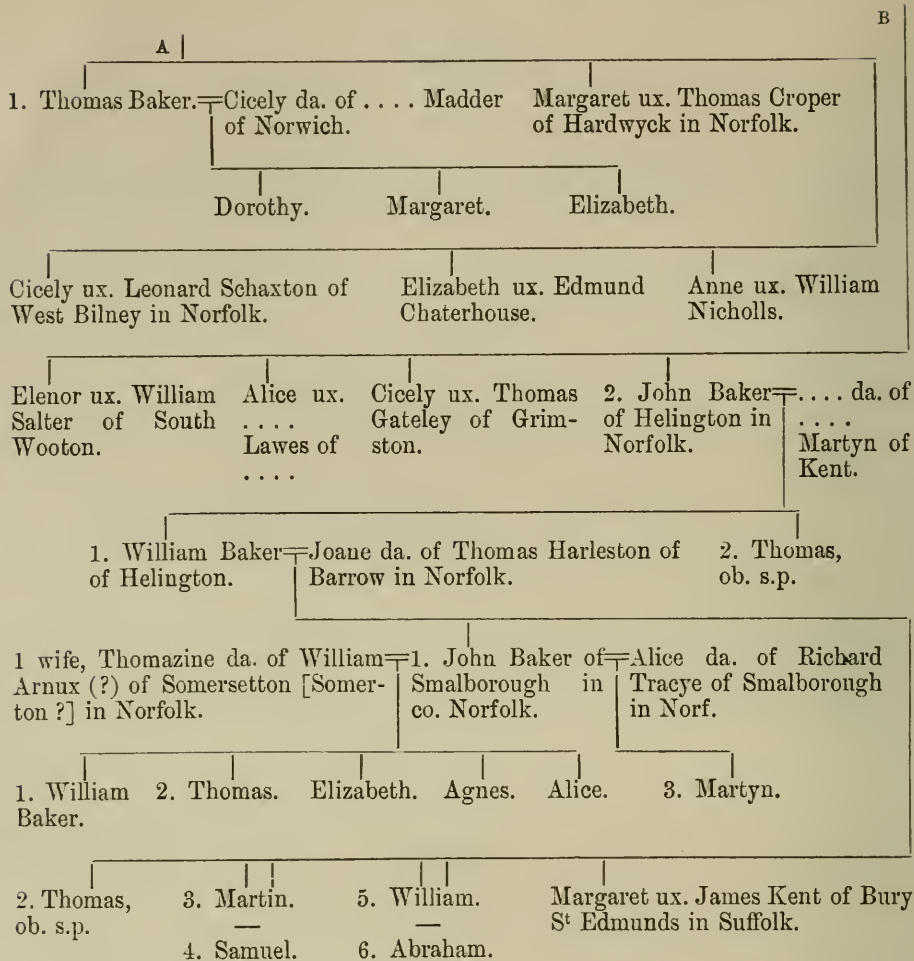 B
A
1. Thomas Baker.=Cicely da. of . . . . Madder
of Norwich.
Margaret ux. Thomas Croper
of Hardwyck in Norfolk.
Dorothy. Margaret. Elizabeth.
Cicely ux. Leonard Schaxton of
West Bilney in Norfolk.
Elizabeth ux. Edmund
Chaterhouse.
Anne ux. William
Nicholls.
Elenor ux. William
Salter of South
Wooton.
Alice ux.
. . . .
Lawes of
. . . .
Cicely ux. Thomas
Gateley of Grim-
ston.
2. John Baker=. . . . da. of
of Helington in
Norfolk.
. . . .
Martyn of
Kent.
1. William Baker=Joane da. of Thomas Harleston of
of Helington.
Barrow in Norfolk.
2. Thomas,
ob. s.p.
1 wife, Thomazine da. of William=1. John Baker of=Alice da. of Richard
Arnux (?) of Somersetton [Somer-
ton ?] in Norfolk.
Smalborough in
co. Norfolk.
Tracye of Smalborough
in Norf.
1. William
Baker.
2. Thomas. Elizabeth. Agnes. Alice. 3. Martyn.
2. Thomas,
ob. s.p.
3. Martin.
—
4. Samuel.
5. William.
—
6. Abraham.
Margaret ux. James Kent of Bury
St Edmunds in Suffolk.